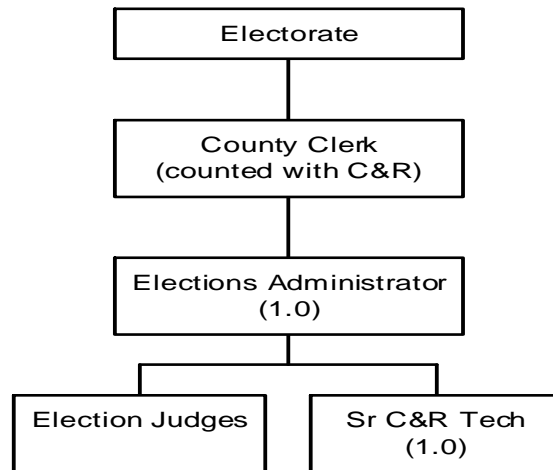 Electorate
County Clerk
(counted with C&R)
Elections Administrator
(1.0)
Election Judges
Sr C&R Tech
(1.0)